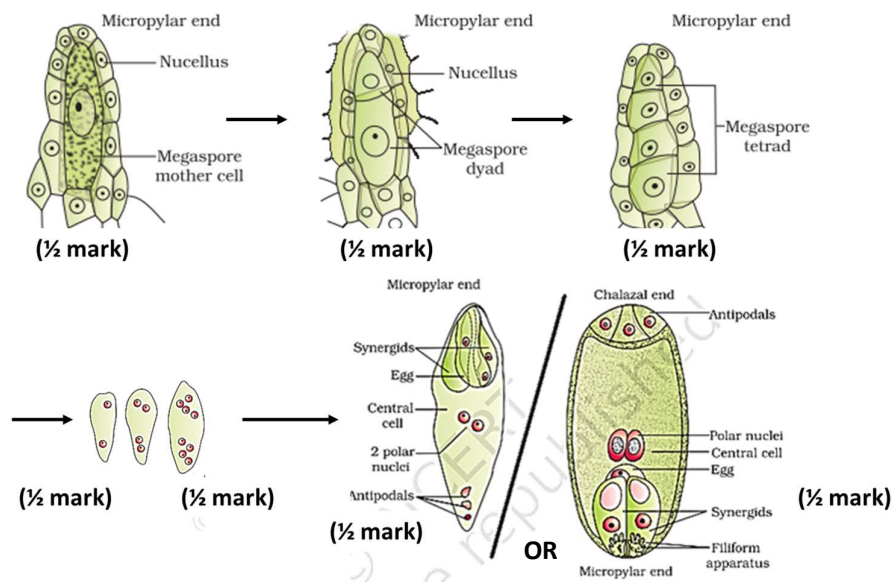 Micropylar end
Nucellus
Megaspore
mother cell
(½ mark)
Micropylar end
Nucellus
Megaspore
dyad
(½ mark)
Micropylar end
Megaspore
tetrad
(½ mark)
(½ mark)
(½ mark)
Micropylar end
Synergids
Egg
Central
cell
2 polar
nuclei
Antipodals
(½ mark)
OR
Chalazal end
Antipodals
Polar nuclei
Central cell
Egg
Synergids
Filiform
apparatus
Micropylar end
(½ mark)
© NCERT
be republished